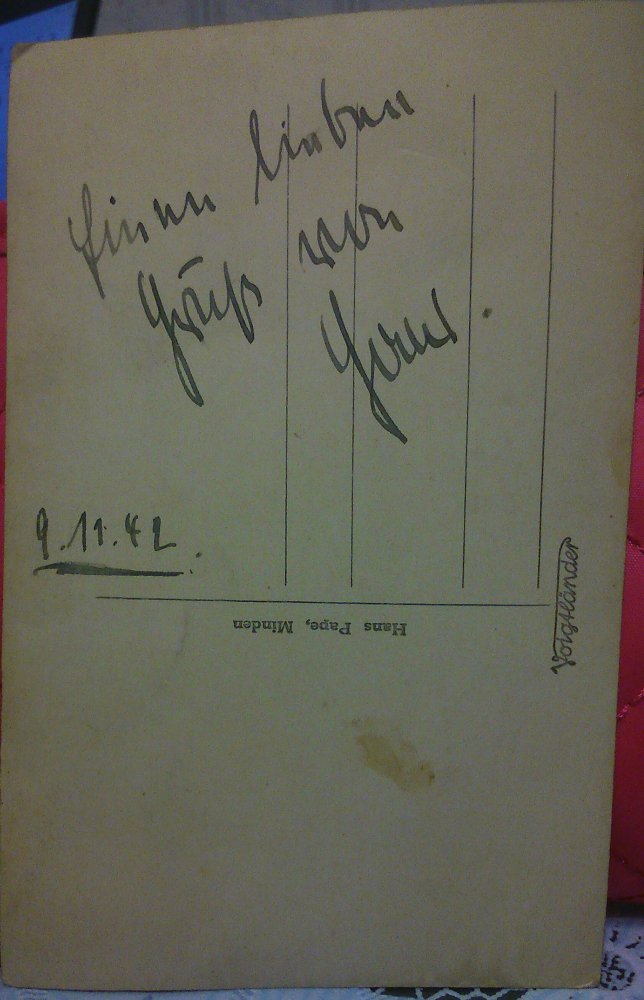 Einen lieben
Gruß von
9.11.42.
Hans Pape, Minden
Voigtländer